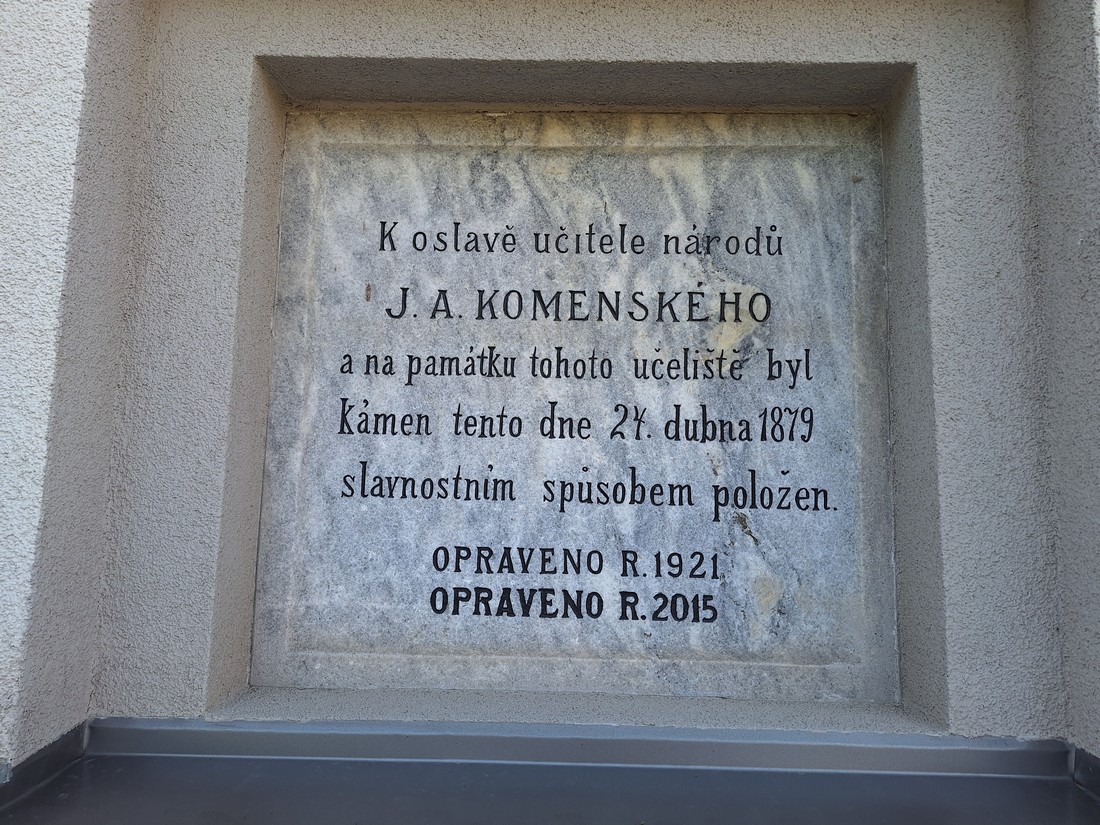 K oslavě učitele národů
J. A. KOMENSKÉHO
a na památku tohoto učeliště byl
kámen tento dne 24. dubna 1879
slavnostním spůsobem položen.
OPRAVENO R. 1921
OPRAVENO R. 2015